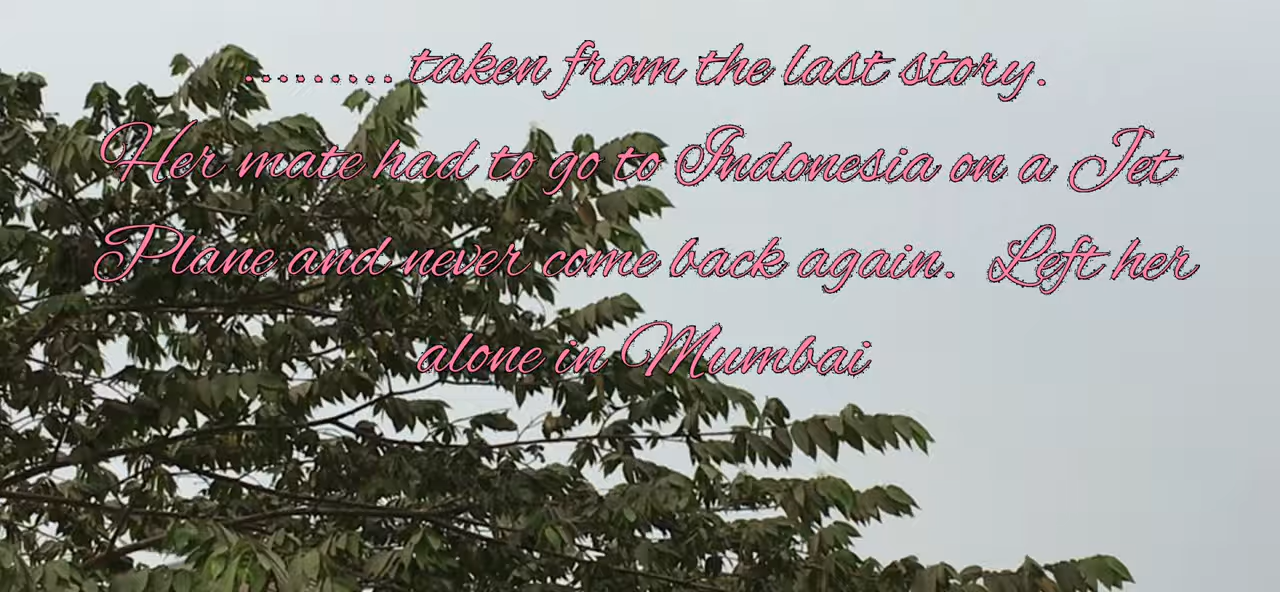 ......... taken from the last story.
Her mate had to go to Indonesia on a Jet
Plane and never come back again. Left her
alone in Mumbai